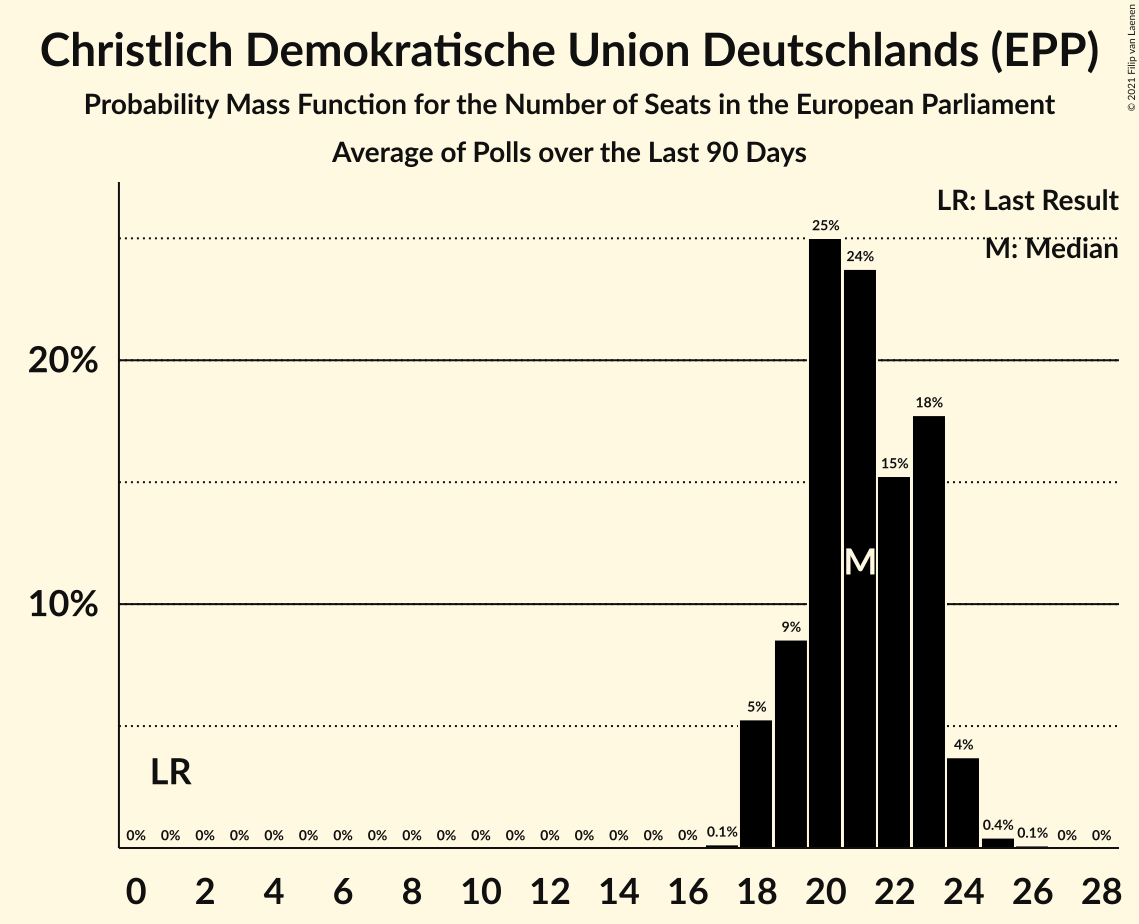 Christlich Demokratische Union Deutschlands (EPP)
Probability Mass Function for the Number of Seats in the European Parliament
Average of Polls over the Last 90 Days
© 2021 Filip van Laenen
LR: Last Result
M: Median
25%
24%
20%
18%
15%
M
10%
9%
5%
4%
LR
0% 0% 0% 0% 0% 0% 0% 0% 0% 0% 0% 0% 0% 0% 0% 0% 0% 0.1% 0.4% 0.1% 0% 0%
0 2 4 6 8 10 12 14 16 18 20 22 24 26 28